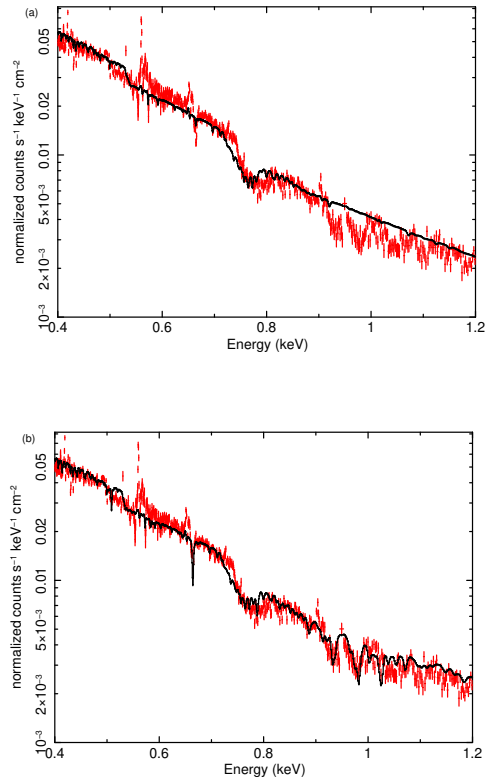 (a)
normalized counts s⁻¹ keV⁻¹ cm⁻²
0.05
0.02
0.01
5×10⁻³
2×10⁻³
10⁻³
0.4 0.6 0.8 1 1.2
Energy (keV)
(b)
normalized counts s⁻¹ keV⁻¹ cm⁻²
0.05
0.02
0.01
5×10⁻³
2×10⁻³
10⁻³
0.4 0.6 0.8 1 1.2
Energy (keV)